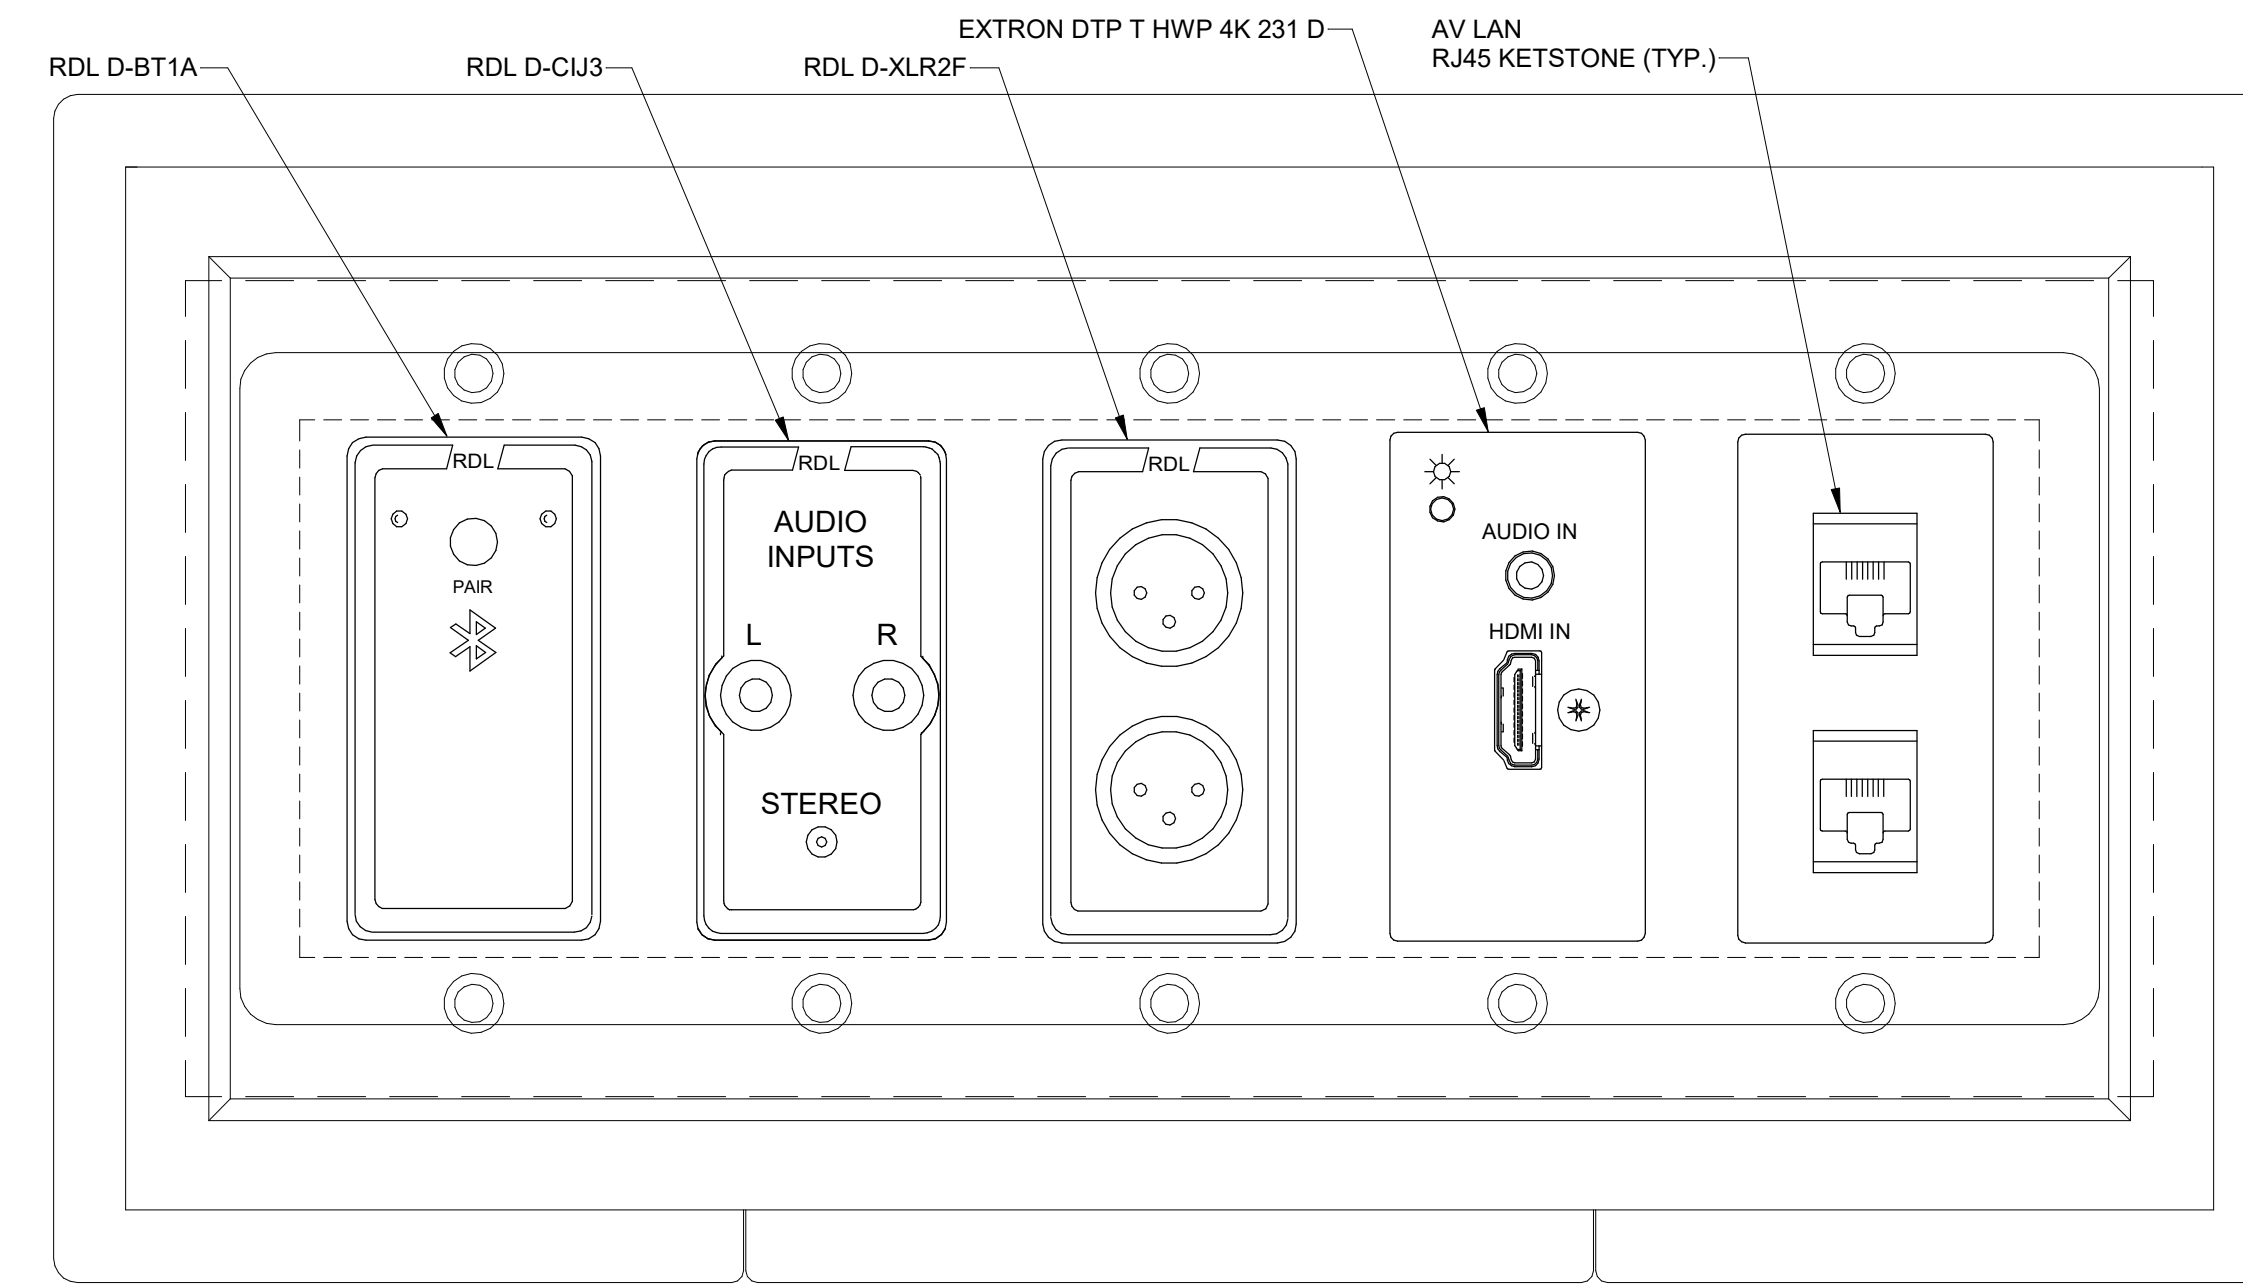 EXTRON DTP T HWP 4K 231 D
AV LAN
RJ45 KETSTONE (TYP.)
RDL D-BT1A
RDL D-CIJ3
RDL D-XLR2F
RDL
PAIR
RDL
AUDIO
INPUTS
L R
STEREO
RDL
AUDIO IN
HDMI IN